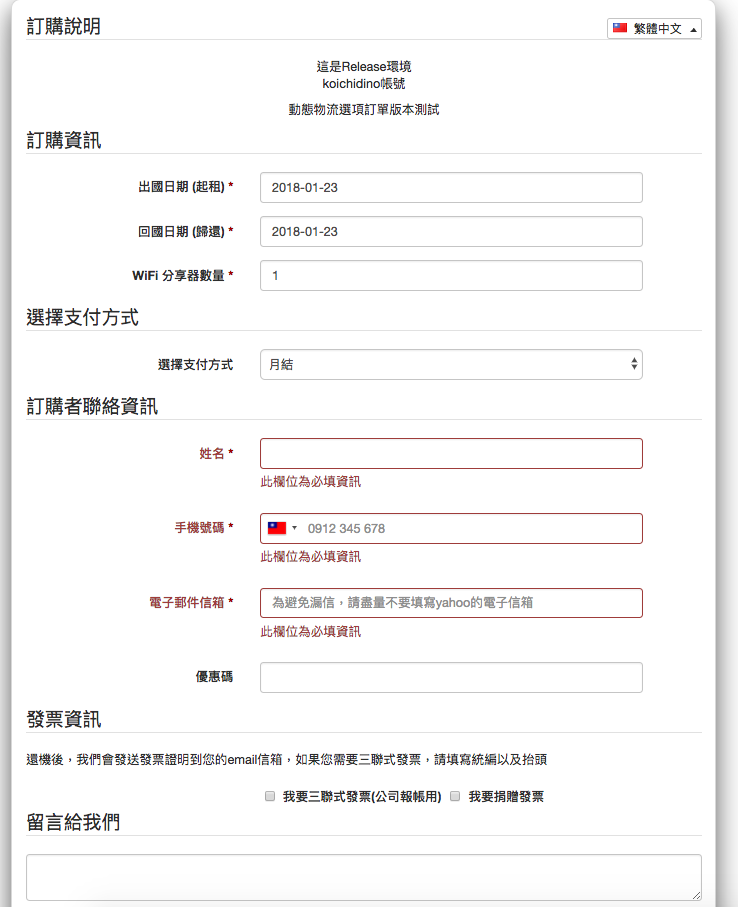 訂購說明
繁體中文
這是Release環境
koichidino帳號
動態物流選項訂單版本測試
訂購資訊
出國日期 (起租) *
2018-01-23
回國日期 (歸還) *
2018-01-23
WiFi 分享器數量 *
1
選擇支付方式
選擇支付方式
月結
訂購者聯絡資訊
姓名 *
此欄位為必填資訊
手機號碼 *
0912 345 678
此欄位為必填資訊
電子郵件信箱 *
為避免漏信，請盡量不要填寫yahoo的電子信箱
此欄位為必填資訊
優惠碼
發票資訊
還機後，我們會發送發票證明到您的email信箱，如果您需要三聯式發票，請填寫統編以及抬頭
我要三聯式發票(公司報帳用) 我要捐贈發票
留言給我們